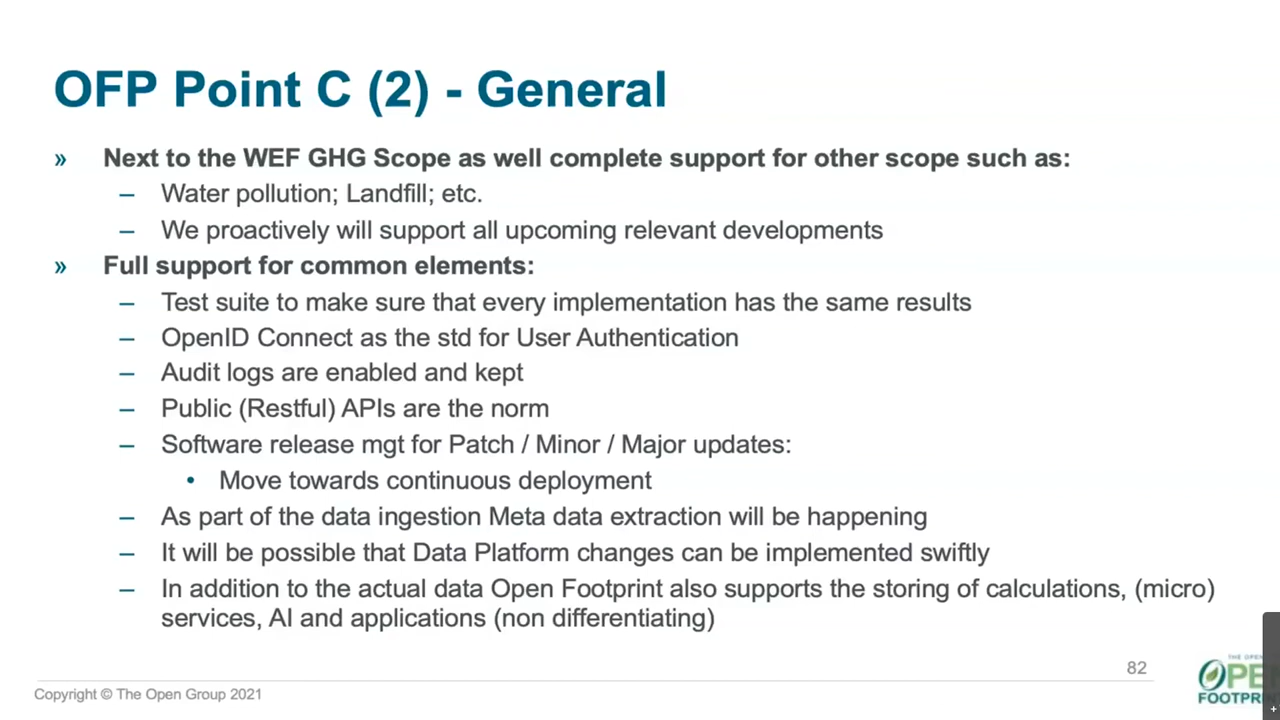 OFP Point C (2) - General
» Next to the WEF GHG Scope as well complete support for other scope such as:
– Water pollution; Landfill; etc.
– We proactively will support all upcoming relevant developments
» Full support for common elements:
– Test suite to make sure that every implementation has the same results
– OpenID Connect as the std for User Authentication
– Audit logs are enabled and kept
– Public (Restful) APIs are the norm
– Software release mgt for Patch / Minor / Major updates:
• Move towards continuous deployment
– As part of the data ingestion Meta data extraction will be happening
– It will be possible that Data Platform changes can be implemented swiftly
– In addition to the actual data Open Footprint also supports the storing of calculations, (micro)
services, AI and applications (non differentiating)
82
Copyright © The Open Group 2021
THE OPE
OPE
FOOTPRI
+